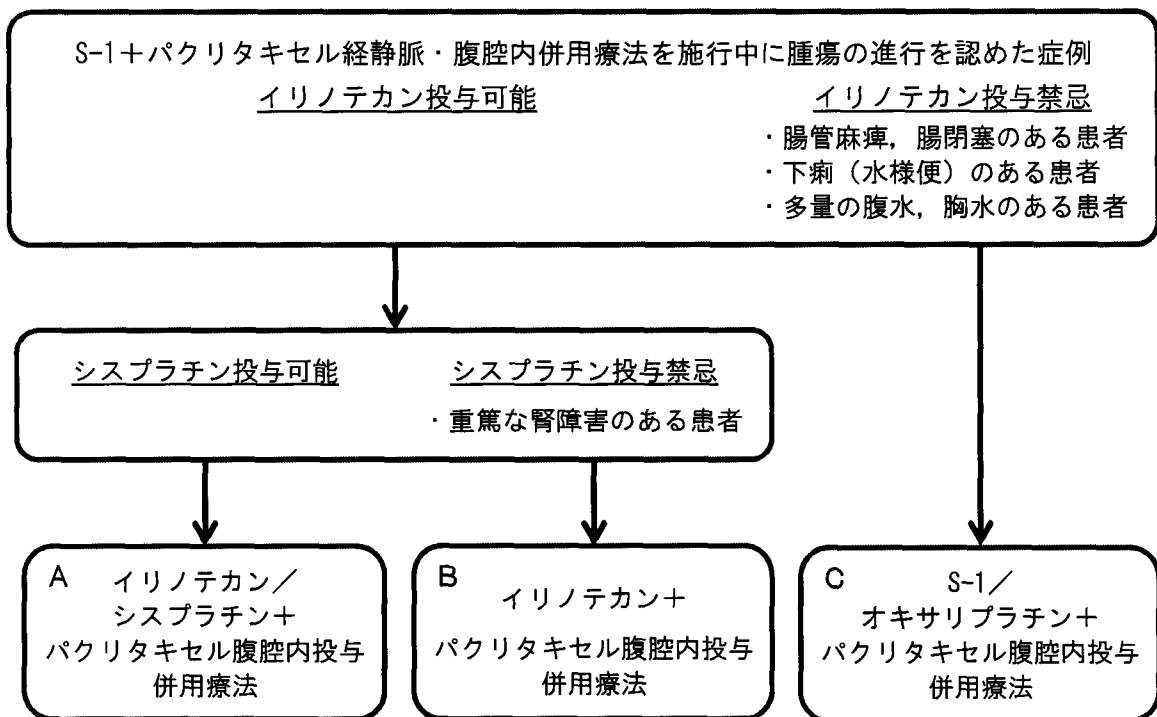 S-1+パクリタキセル経静脈・腹腔内併用療法を施行中に腫瘍の進行を認めた症例
イリノテカン投与可能
イリノテカン投与禁忌
・腸管麻痺，腸閉塞のある患者
・下痢（水様便）のある患者
・多量の腹水，胸水のある患者
シスプラチン投与可能
シスプラチン投与禁忌
・重篤な腎障害のある患者
A
イリノテカン／
シスプラチン+
パクリタキセル腹腔内投与
併用療法
B
イリノテカン+
パクリタキセル腹腔内投与
併用療法
C
S-1／
オキサリプラチン+
パクリタキセル腹腔内投与
併用療法